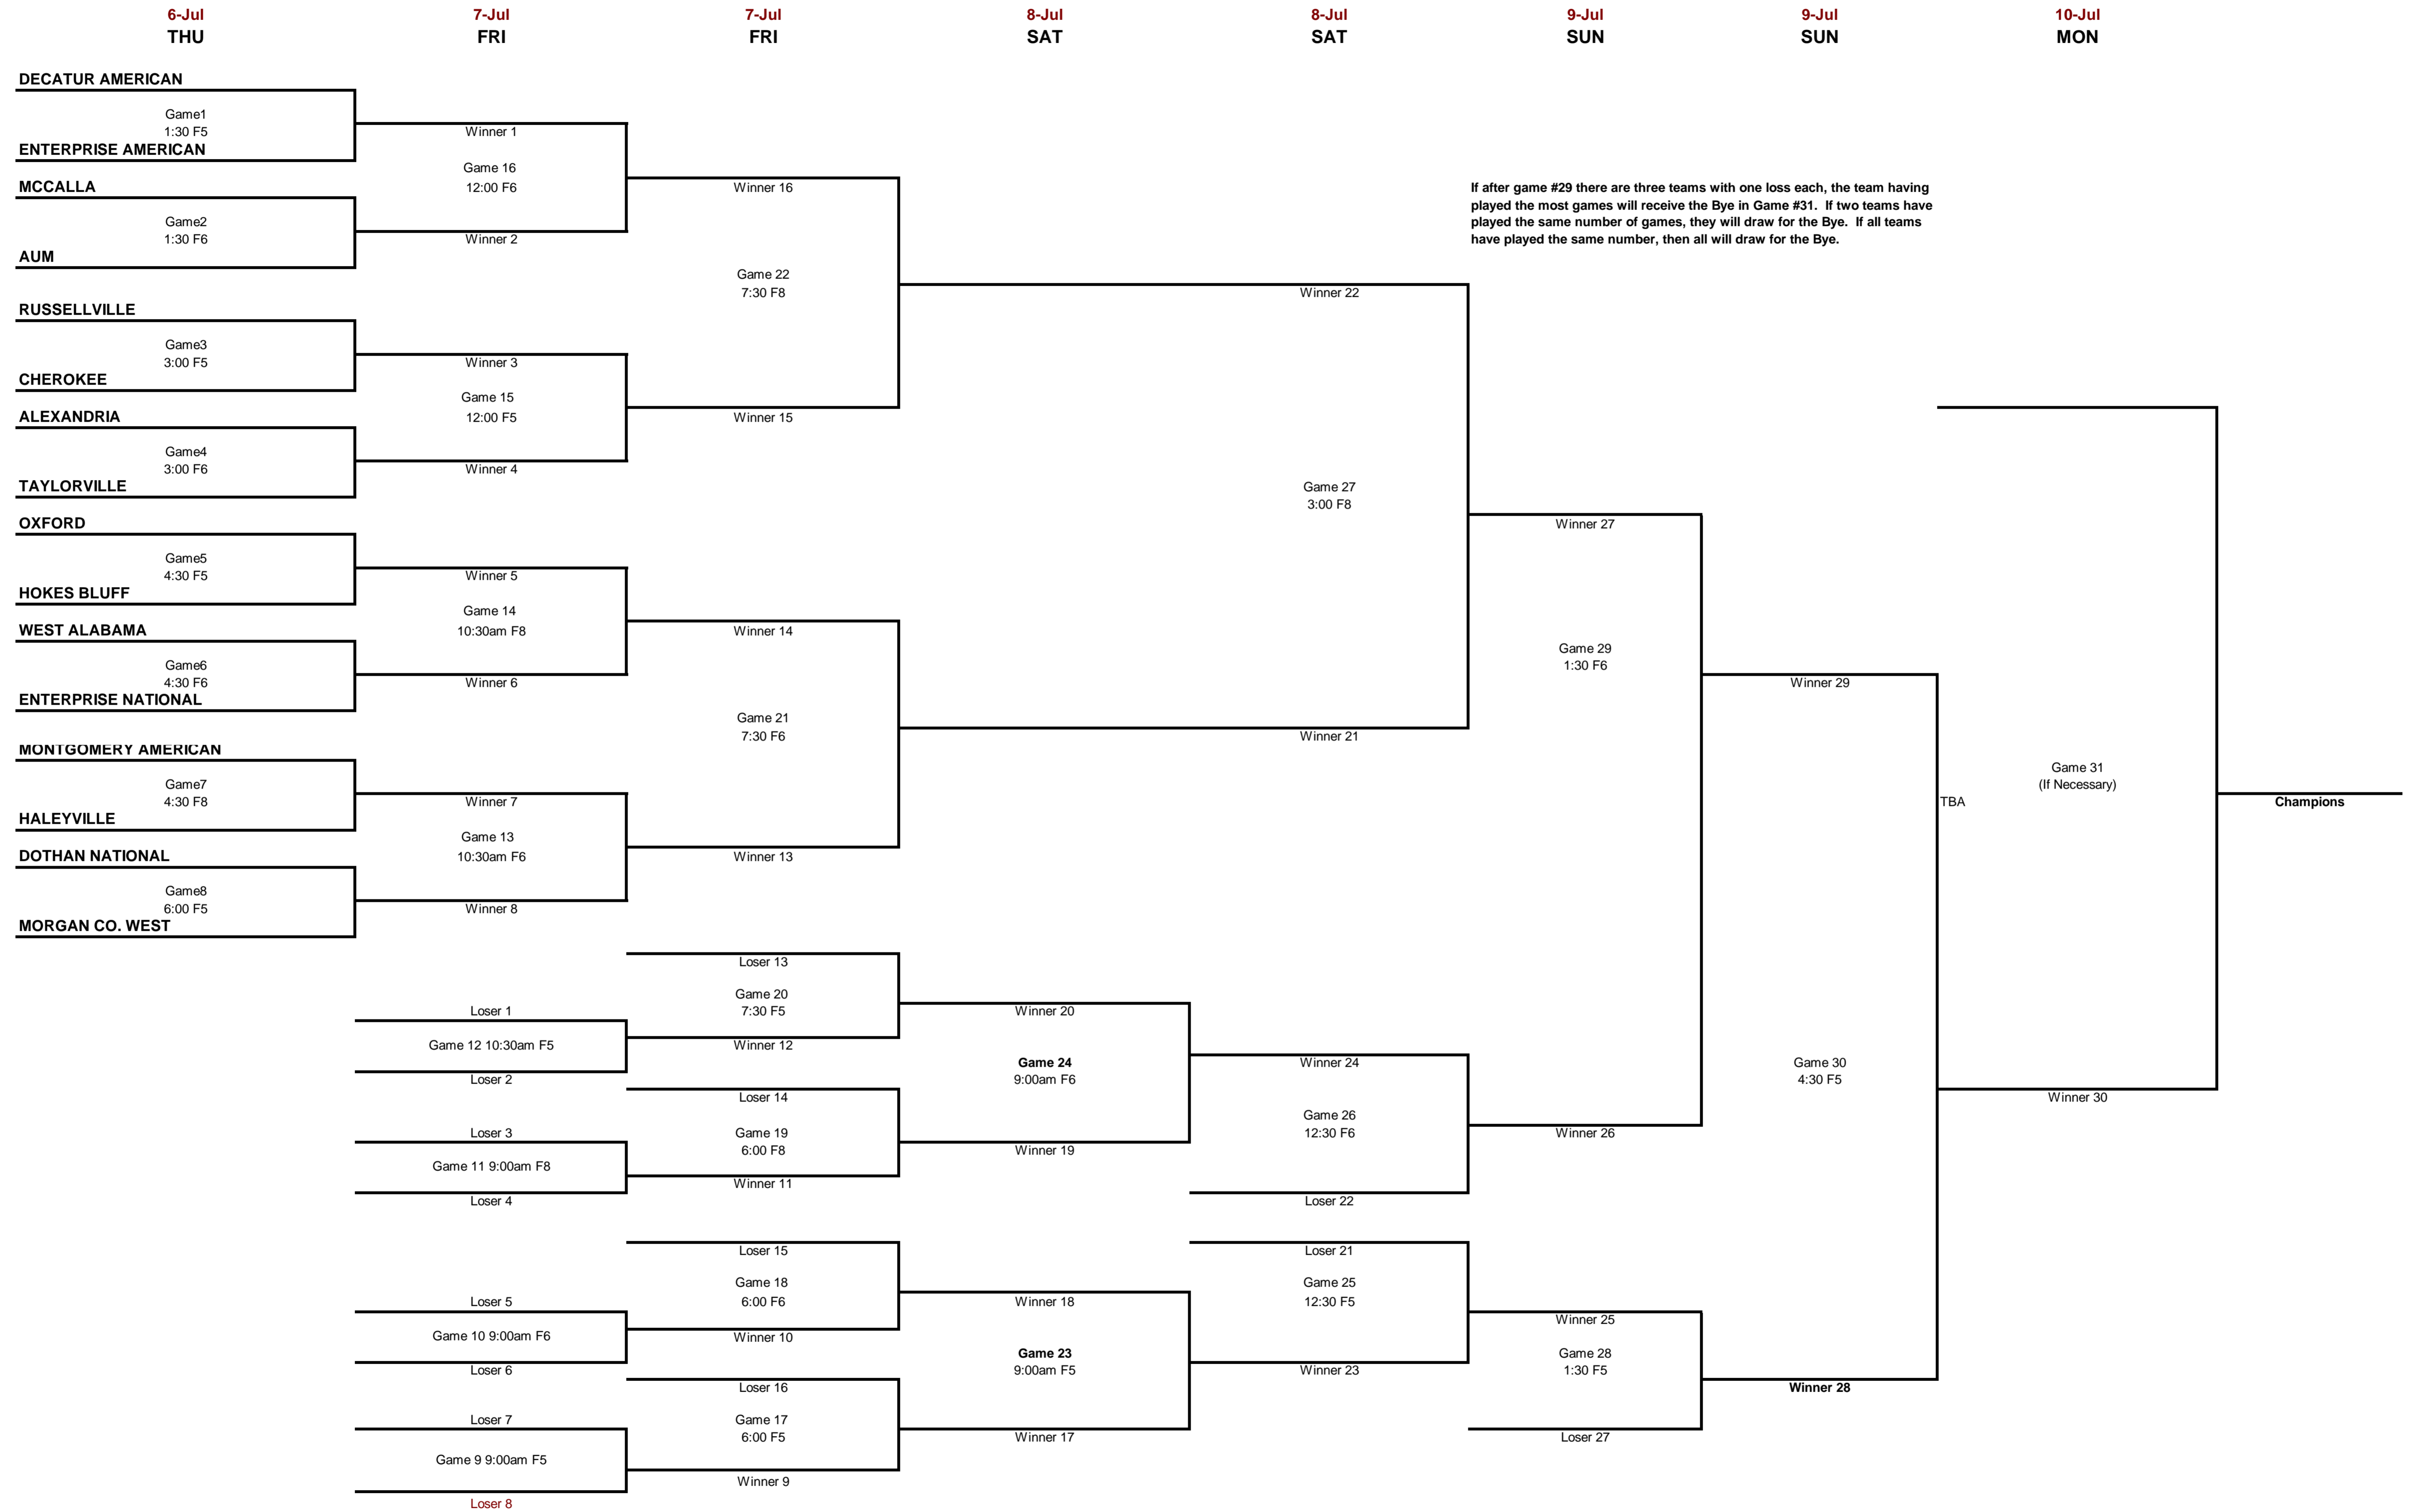 6-Jul 7-Jul 7-Jul 8-Jul 8-Jul 9-Jul 9-Jul 10-Jul
THU FRI FRI SAT SAT SUN SUN MON
DECATUR AMERICAN
Game1
1:30 F5
ENTERPRISE AMERICAN
Winner 1
Game 16
12:00 F6
MCCALLA
Game2
1:30 F6
AUM
Winner 2
Winner 16
If after game #29 there are three teams with one loss each, the team having
played the most games will receive the Bye in Game #31.  If two teams have
played the same number of games, they will draw for the Bye.  If all teams
have played the same number, then all will draw for the Bye.
Game 22
7:30 F8
Winner 22
RUSSELLVILLE
Game3
3:00 F5
CHEROKEE
Winner 3
Game 15
12:00 F5
Winner 15
ALEXANDRIA
Game4
3:00 F6
TAYLORVILLE
Winner 4
Game 27
3:00 F8
Winner 27
OXFORD
Game5
4:30 F5
HOKES BLUFF
Winner 5
Game 14
10:30am F8
Winner 14
WEST ALABAMA
Game6
4:30 F6
ENTERPRISE NATIONAL
Winner 6
Game 29
1:30 F6
Winner 29
Game 21
7:30 F6
Winner 21
MONTGOMERY AMERICAN
Game7
4:30 F8
HALEYVILLE
Winner 7
Game 13
10:30am F6
Winner 13
Game 31
(If Necessary)
TBA
Champions
DOTHAN NATIONAL
Game8
6:00 F5
MORGAN CO. WEST
Winner 8
Loser 13
Game 20
7:30 F5
Winner 20
Loser 1
Game 12 10:30am F5
Winner 12
Loser 2
Game 24
9:00am F6
Winner 24
Game 30
4:30 F5
Winner 30
Loser 14
Game 19
6:00 F8
Winner 19
Game 26
12:30 F6
Winner 26
Loser 3
Game 11 9:00am F8
Winner 11
Loser 4
Loser 22
Loser 15
Loser 21
Game 18
6:00 F6
Winner 18
Game 25
12:30 F5
Winner 25
Loser 5
Game 10 9:00am F6
Winner 10
Loser 6
Game 23
9:00am F5
Winner 23
Game 28
1:30 F5
Winner 28
Loser 16
Game 17
6:00 F5
Winner 17
Loser 27
Loser 7
Game 9 9:00am F5
Winner 9
Loser 8